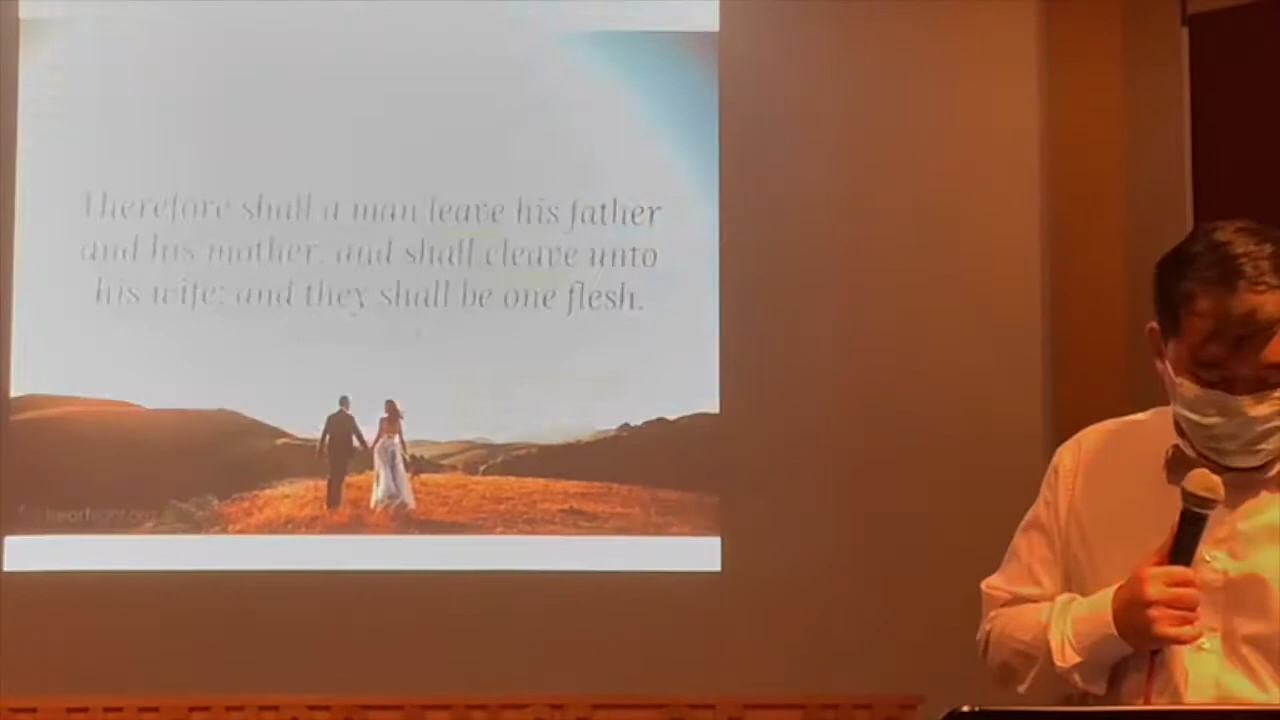 Therefore shall a man leave his father
and his mother, and shall cleave unto
his wife: and they shall be one flesh.